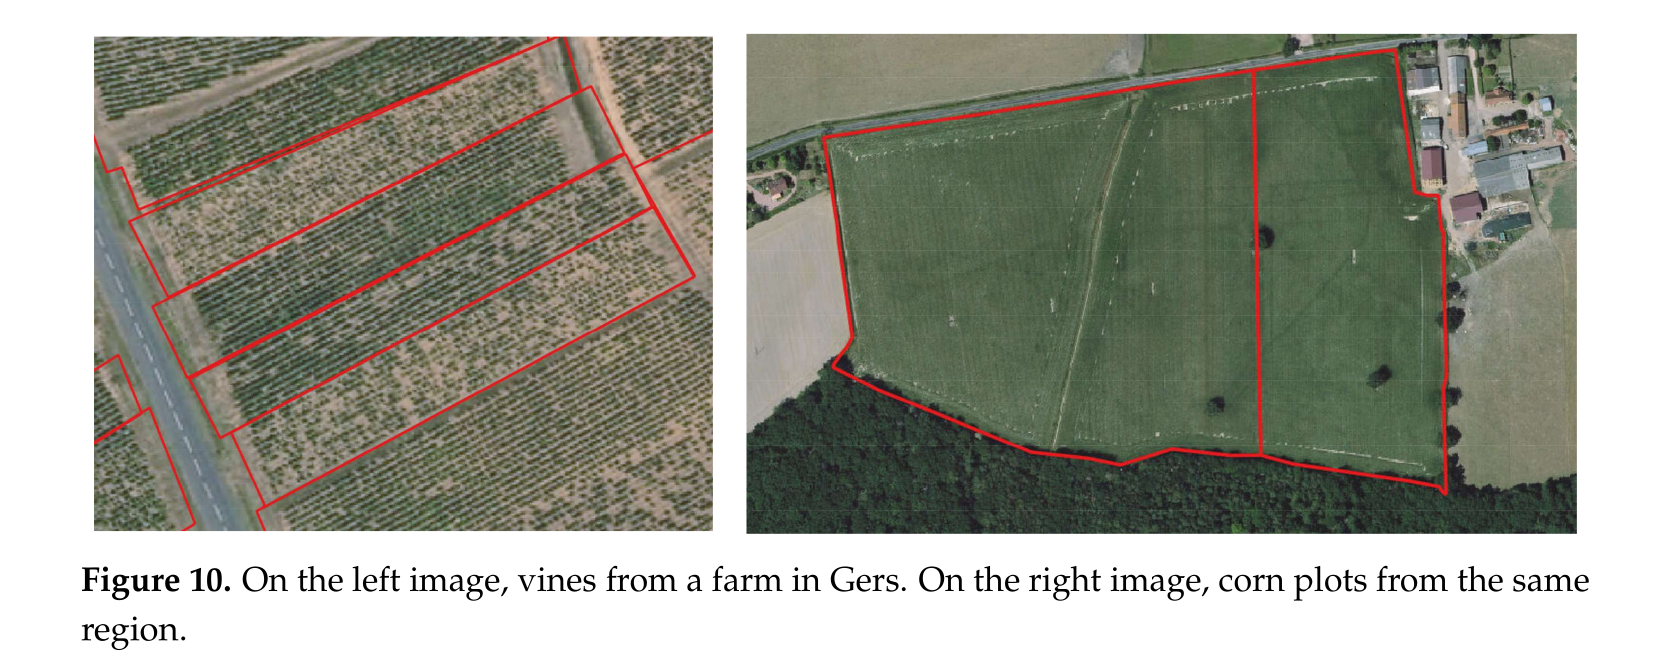 Figure 10. On the left image, vines from a farm in Gers. On the right image, corn plots from the same
region.